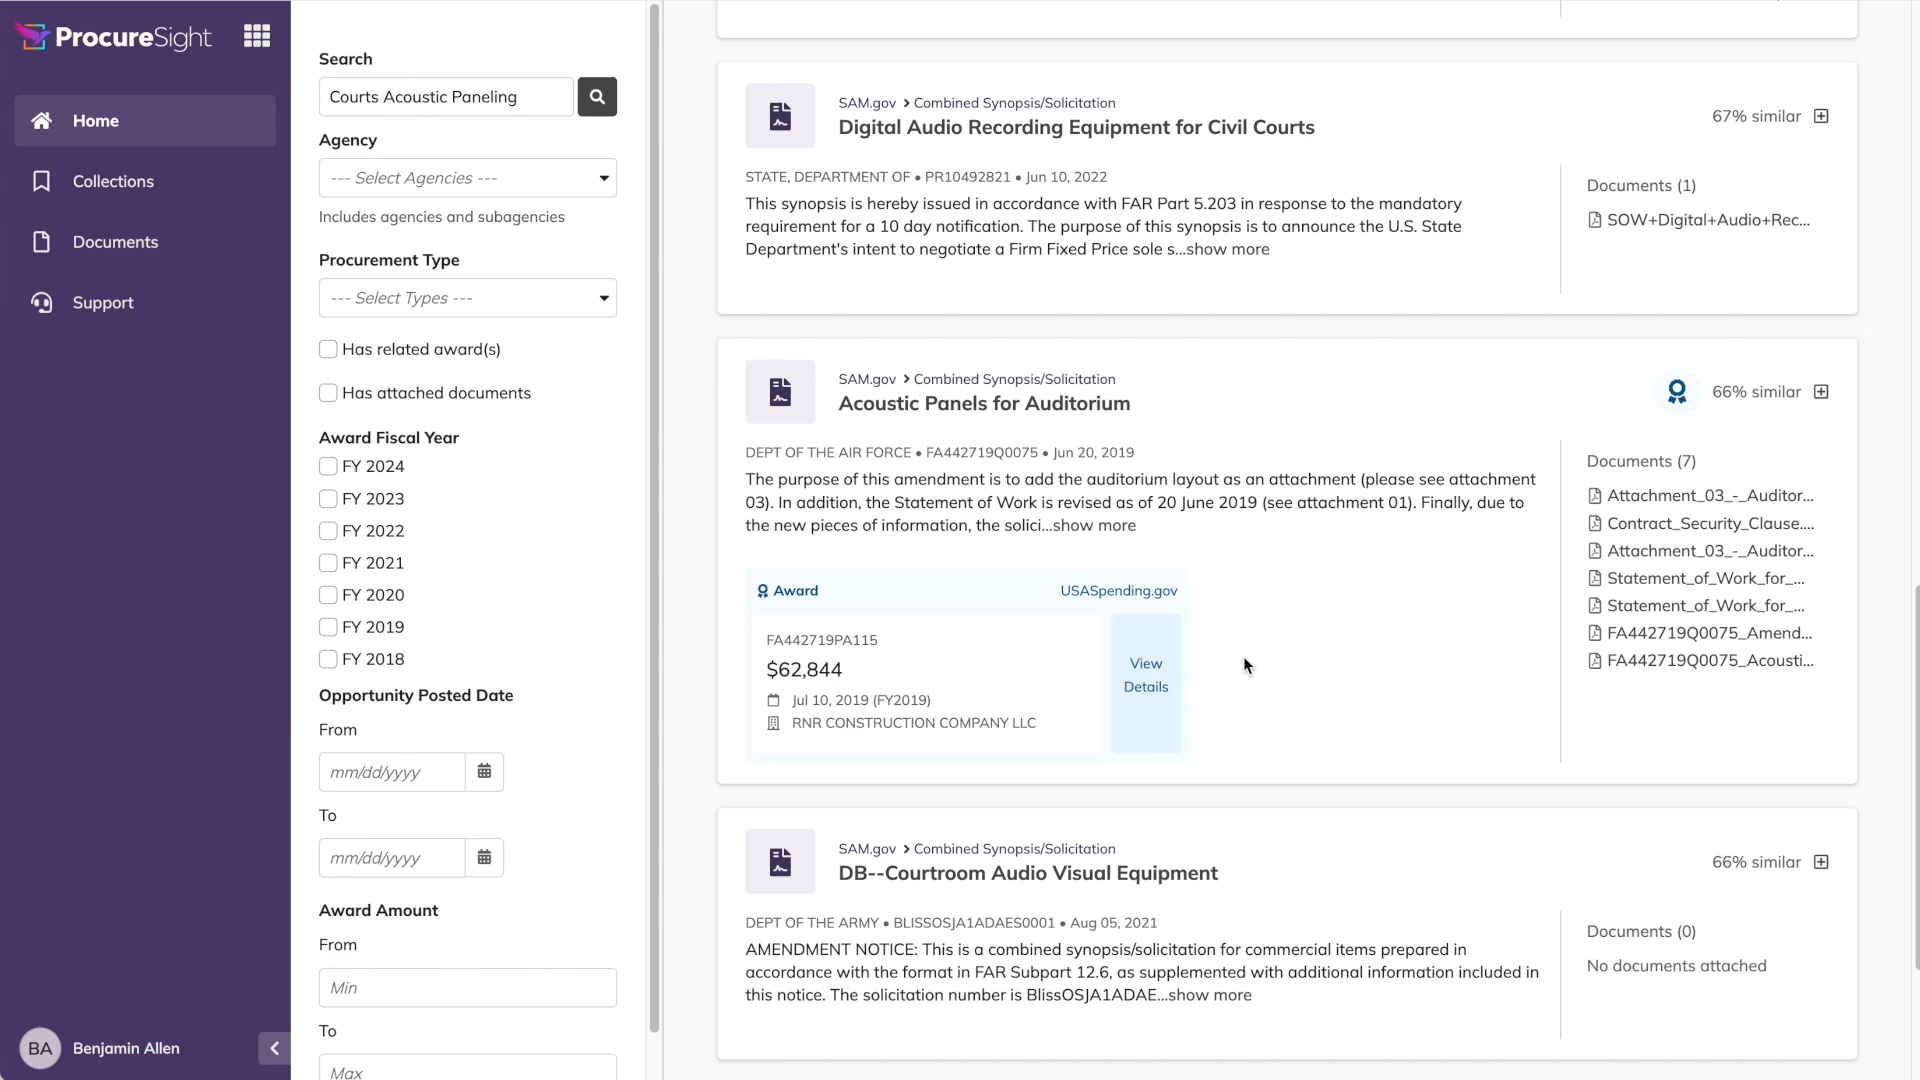 ProcureSight
Home
Collections
Documents
Support
BA
Benjamin Allen
Search
Courts Acoustic Paneling
Agency
--- Select Agencies ---
Includes agencies and subagencies
Procurement Type
--- Select Types ---
Has related award(s)
Has attached documents
Award Fiscal Year
FY 2024
FY 2023
FY 2022
FY 2021
FY 2020
FY 2019
FY 2018
Opportunity Posted Date
From
mm/dd/yyyy
To
mm/dd/yyyy
Award Amount
From
Min
To
Max
SAM.gov > Combined Synopsis/Solicitation
Digital Audio Recording Equipment for Civil Courts
67% similar
STATE, DEPARTMENT OF • PR10492821 • Jun 10, 2022
This synopsis is hereby issued in accordance with FAR Part 5.203 in response to the mandatory
requirement for a 10 day notification. The purpose of this synopsis is to announce the U.S. State
Department's intent to negotiate a Firm Fixed Price sole s...show more
Documents (1)
SOW+Digital+Audio+Rec...
SAM.gov > Combined Synopsis/Solicitation
Acoustic Panels for Auditorium
66% similar
DEPT OF THE AIR FORCE • FA442719Q0075 • Jun 20, 2019
The purpose of this amendment is to add the auditorium layout as an attachment (please see attachment
03). In addition, the Statement of Work is revised as of 20 June 2019 (see attachment 01). Finally, due to
the new pieces of information, the solici...show more
Award
USASpending.gov
FA442719PA115
$62,844
Jul 10, 2019 (FY2019)
RNR CONSTRUCTION COMPANY LLC
View
Details
Documents (7)
Attachment_03_-_Auditor...
Contract_Security_Clause....
Attachment_03_-_Auditor...
Statement_of_Work_for_...
Statement_of_Work_for_...
FA442719Q0075_Amend...
FA442719Q0075_Acousti...
SAM.gov > Combined Synopsis/Solicitation
DB--Courtroom Audio Visual Equipment
66% similar
DEPT OF THE ARMY • BLISSOSJA1ADAES0001 • Aug 05, 2021
AMENDMENT NOTICE: This is a combined synopsis/solicitation for commercial items prepared in
accordance with the format in FAR Subpart 12.6, as supplemented with additional information included in
this notice. The solicitation number is BlissOSJA1ADAE...show more
Documents (0)
No documents attached